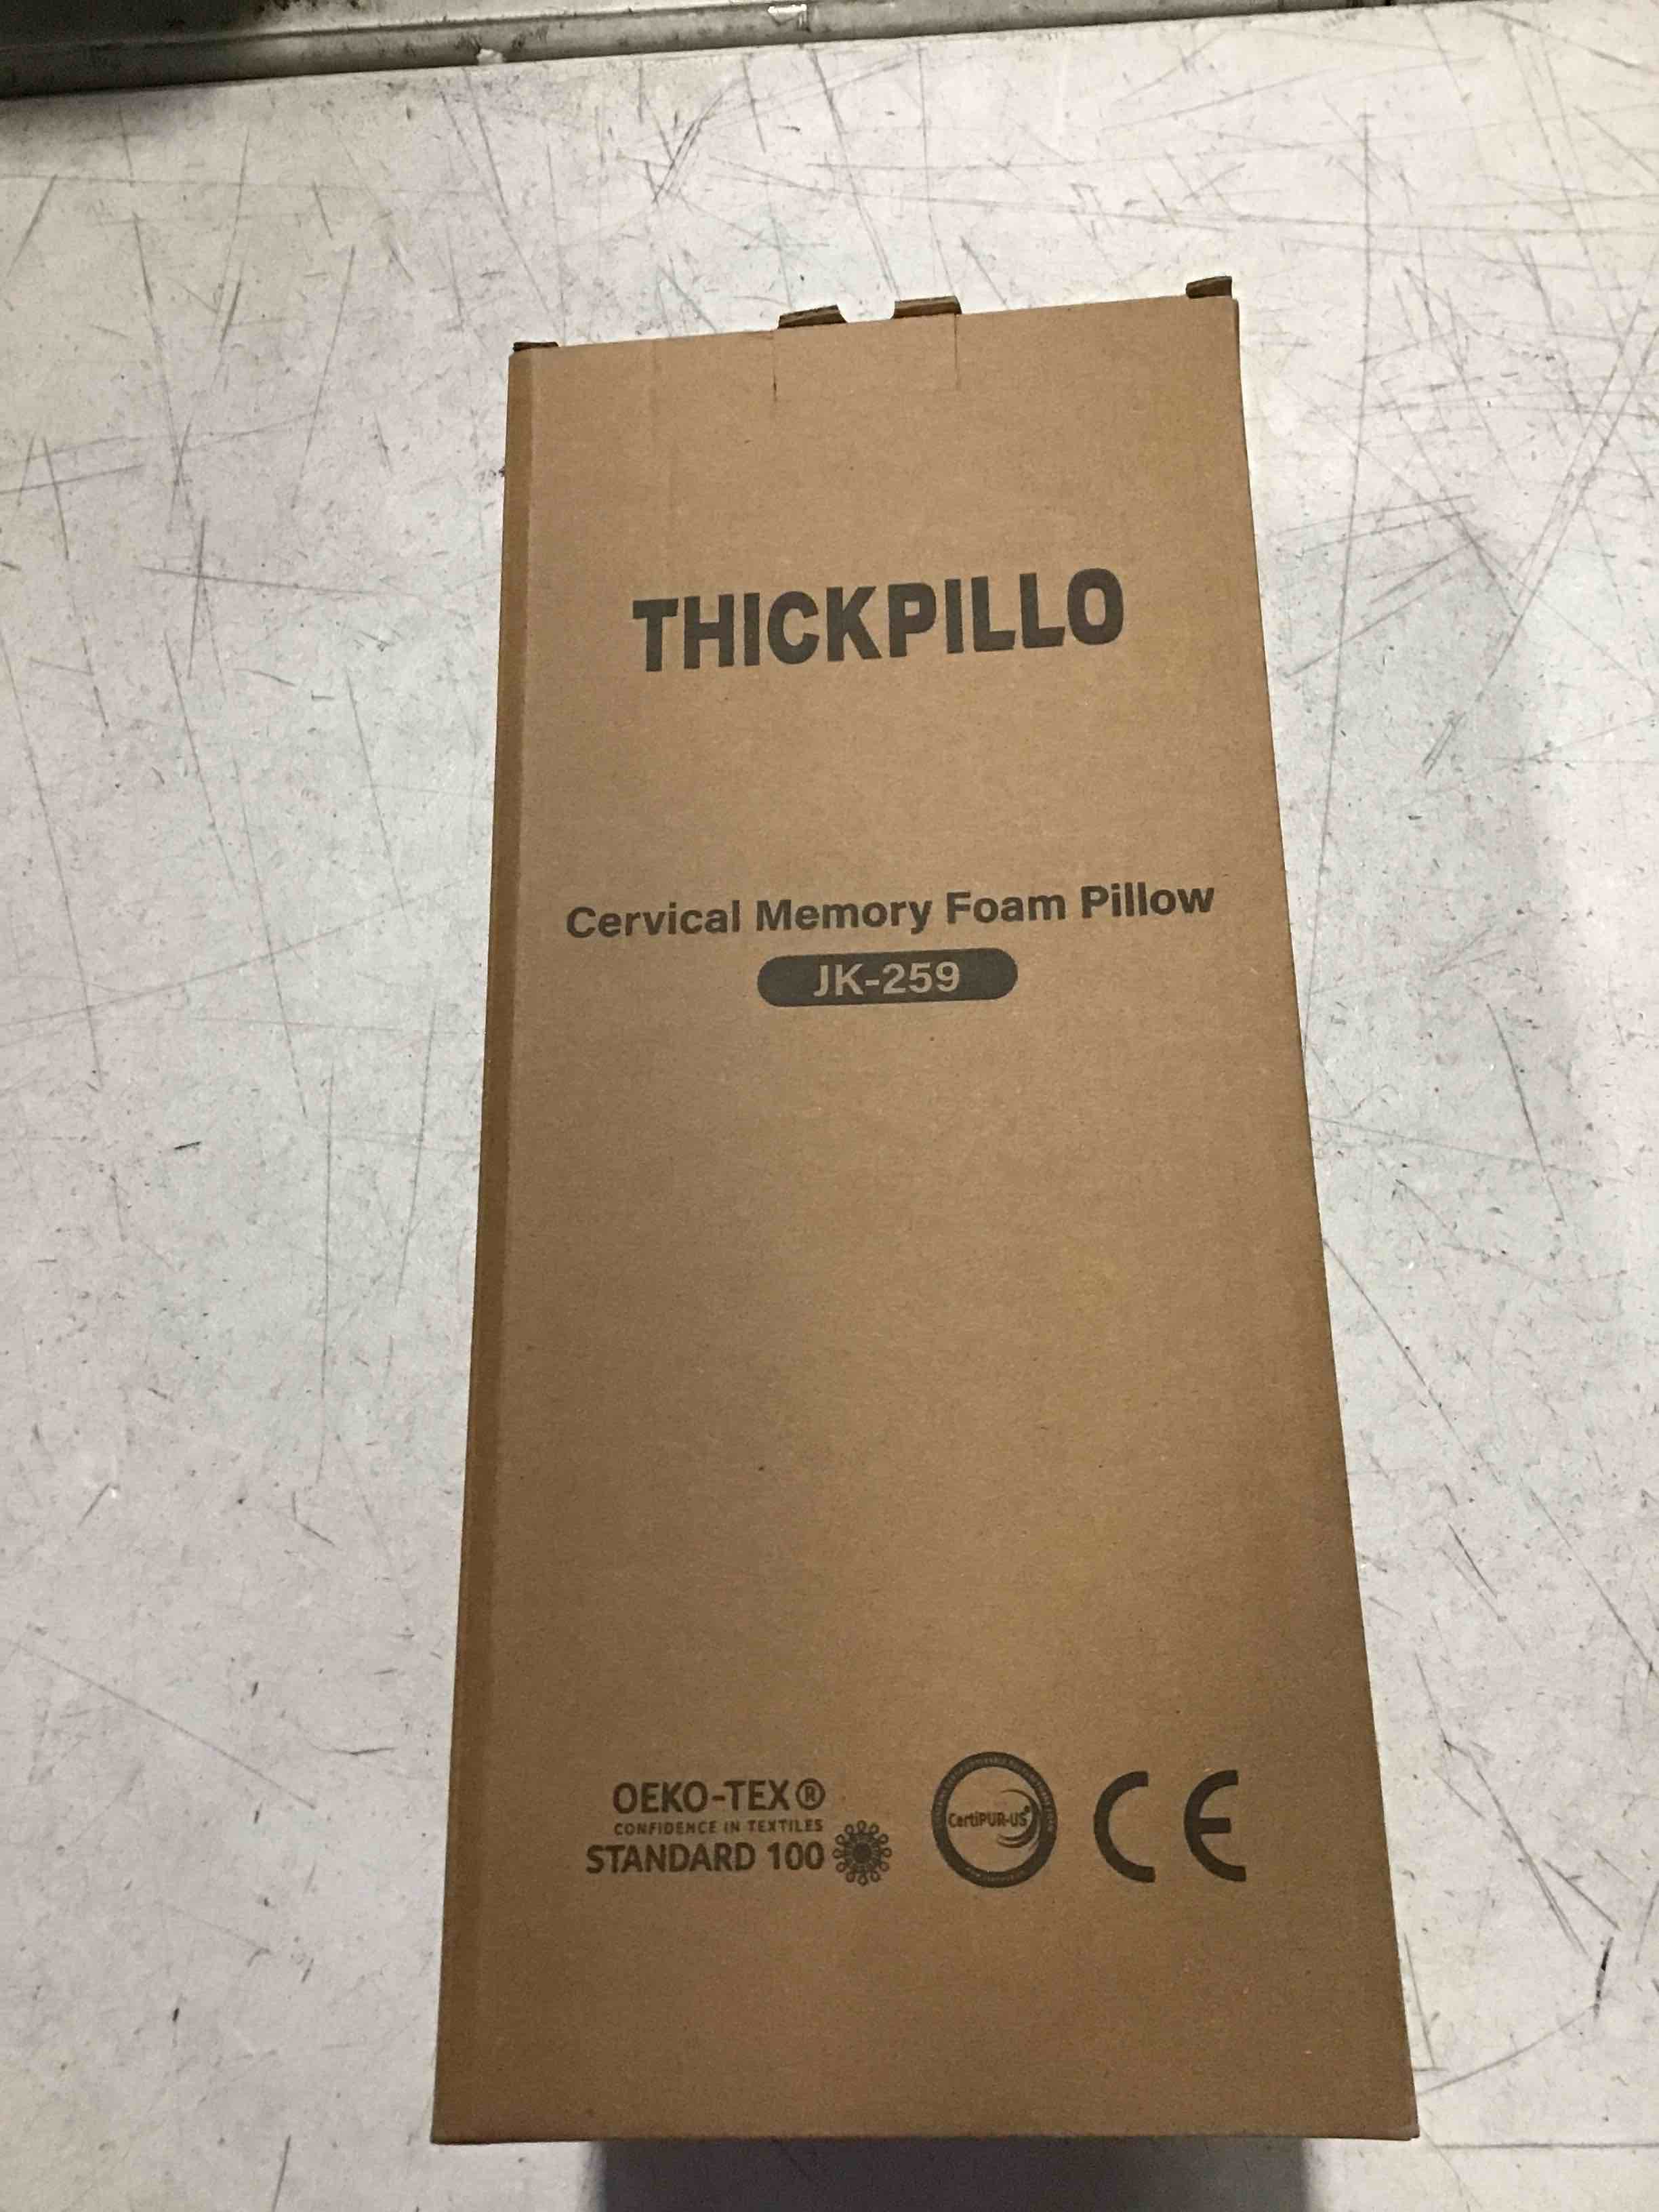 THICKPILLO
Cervical Memory Foam Pillow
JK-259
OEKO-TEX®
CONFIDENCE IN TEXTILES
STANDARD 100
CertiPUR-US®
CE